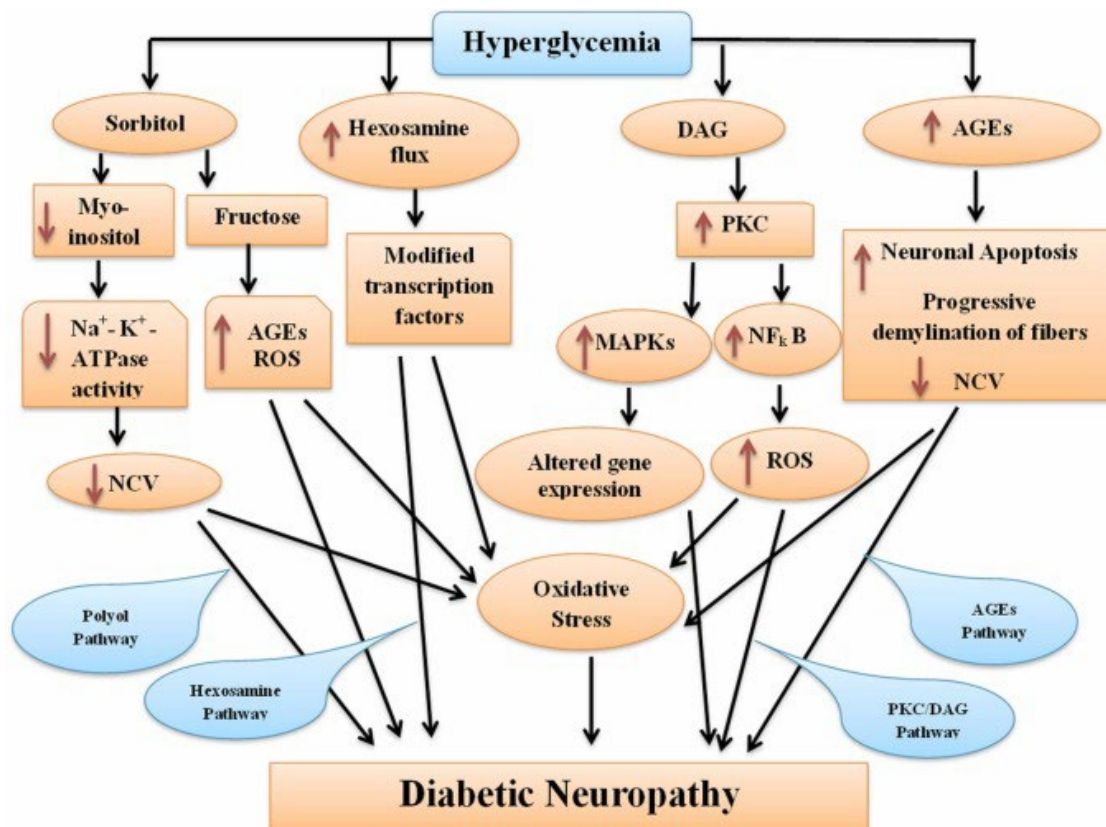 Hyperglycemia
Sorbitol
Hexosamine
flux
DAG
AGEs
Myo-
inositol
Fructose
PKC
Modified
transcription
factors
Neuronal Apoptosis
Progressive
demylination of fibers
NCV
Na⁺- K⁺-
ATPase
activity
AGEs
ROS
MAPKs
NFₖ B
NCV
Altered gene
expression
ROS
Oxidative
Stress
Polyol
Pathway
AGEs
Pathway
Hexosamine
Pathway
PKC/DAG
Pathway
Diabetic Neuropathy